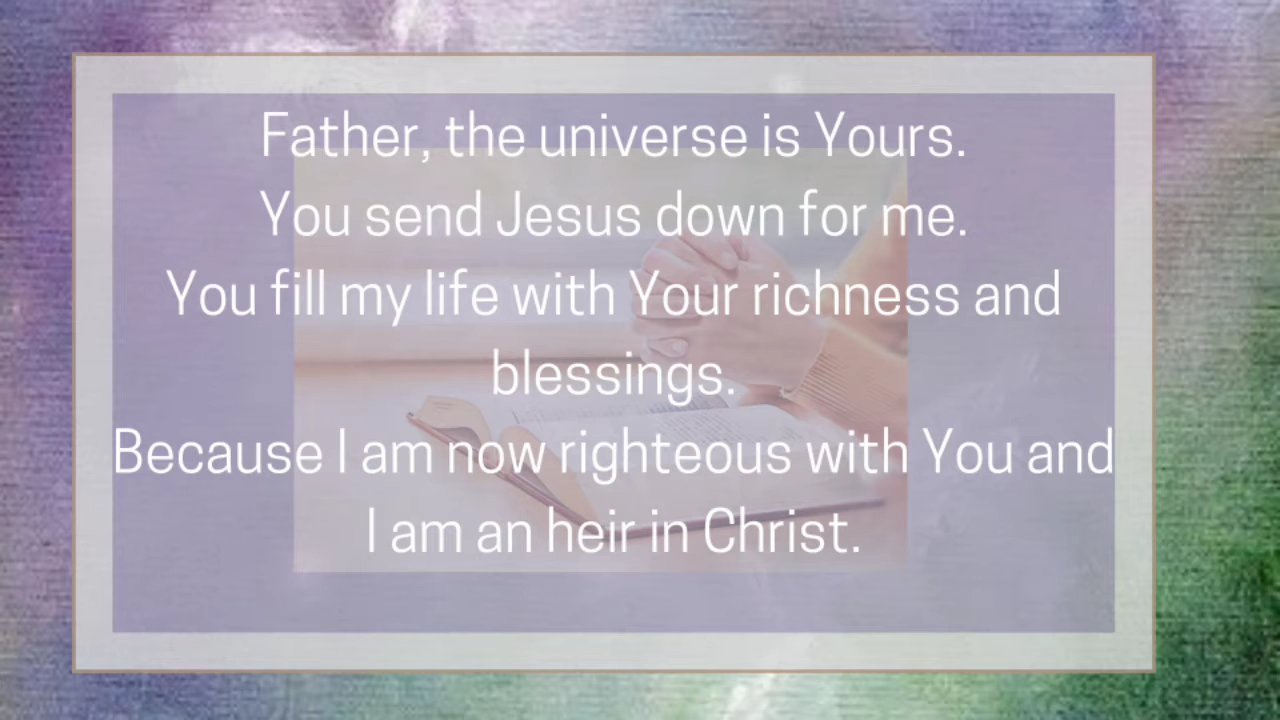 Father, the universe is Yours.
You send Jesus down for me.
You fill my life with Your richness and
blessings.
Because I am now righteous with You and
I am an heir in Christ.